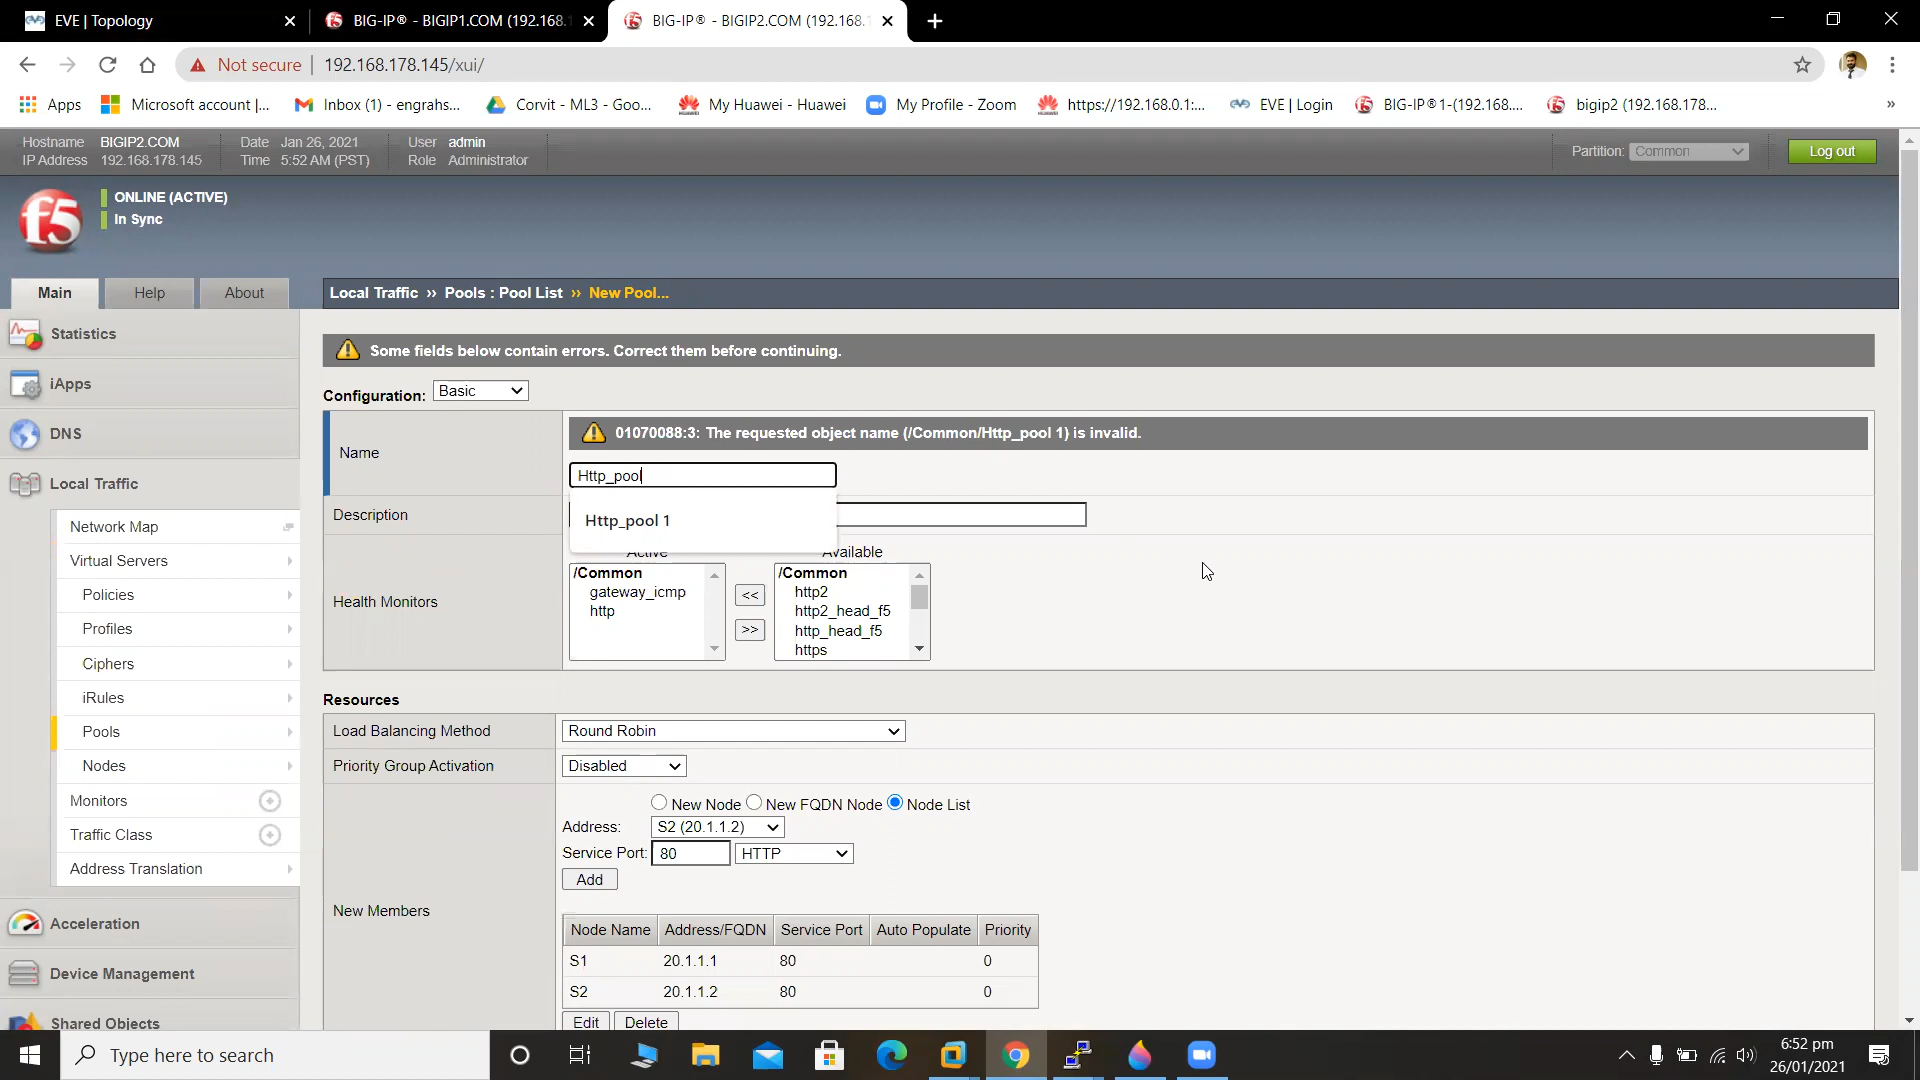 EVE | Topology
BIG-IP® - BIGIP1.COM (192.168.
BIG-IP® - BIGIP2.COM (192.168.1
Not secure
192.168.178.145/xui/
Apps
Microsoft account |...
Inbox (1) - engrahs...
Corvit - ML3 - Goo...
My Huawei - Huawei
My Profile - Zoom
https://192.168.0.1:...
EVE | Login
BIG-IP®1-(192.168....
bigip2 (192.168.178...
»
Hostname BIGIP2.COM
IP Address 192.168.178.145
Date Jan 26, 2021
Time 5:52 AM (PST)
User admin
Role Administrator
Partition: Common
Log out
f5
ONLINE (ACTIVE)
In Sync
Main
Help
About
Local Traffic ›› Pools : Pool List ›› New Pool...
Statistics
iApps
DNS
Local Traffic
Network Map
Virtual Servers
Policies
Profiles
Ciphers
iRules
Pools
Nodes
Monitors
Traffic Class
Address Translation
Acceleration
Device Management
Shared Objects
Some fields below contain errors. Correct them before continuing.
Configuration: Basic
Name
01070088:3: The requested object name (/Common/Http_pool 1) is invalid.
Http_pool
Http_pool 1
Description
Health Monitors
Active
Available
/Common
gateway_icmp
http
<<
>>
/Common
http2
http2_head_f5
http_head_f5
https
Resources
Load Balancing Method
Round Robin
Priority Group Activation
Disabled
New Members
New Node New FQDN Node Node List
Address: S2 (20.1.1.2)
Service Port: 80 HTTP
Add
Node Name Address/FQDN Service Port Auto Populate Priority
S1 20.1.1.1 80 0
S2 20.1.1.2 80 0
Edit Delete
Type here to search
6:52 pm
26/01/2021